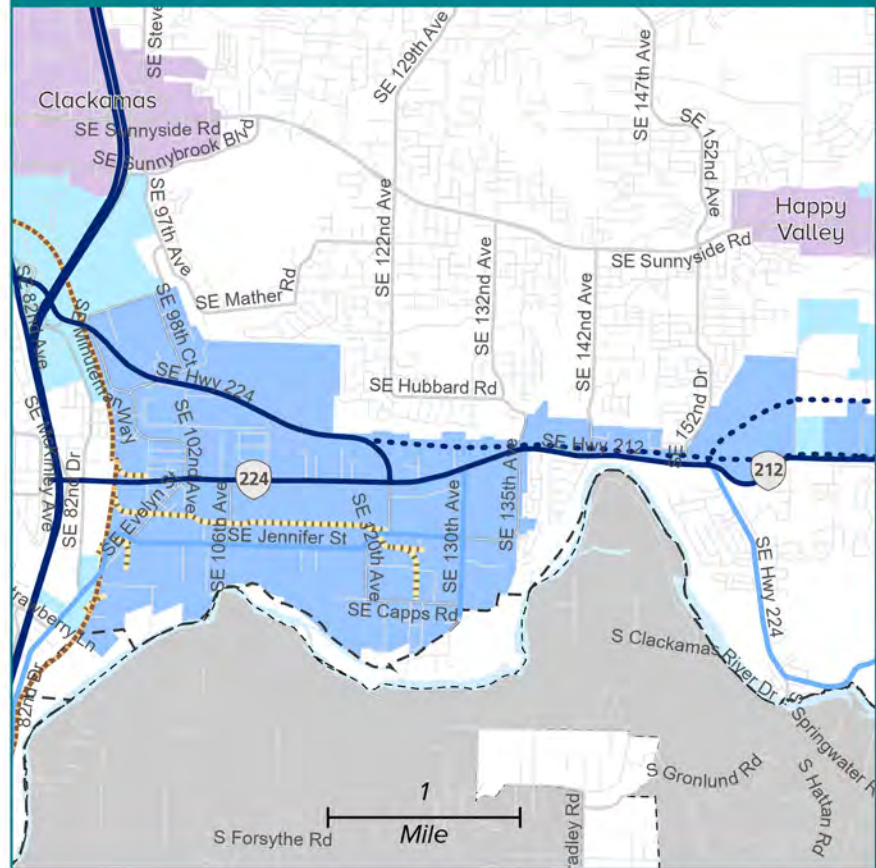 SE Steve
SE 129th Ave
SE 147th Ave
Clackamas
SE Sunnyside Rd
SE Sunnybrook Blvd
SE 152nd Ave
SE 97th Ave
SE 122nd Ave
Happy
Valley
SE 132nd Ave
SE Sunnyside Rd
SE 142nd Ave
SE Mather Rd
SE 82nd Ave
SE 98th Ct
SE Minuteman Way
SE Hwy 224
SE Hubbard Rd
SE 152nd Dr
SE McKinley Ave
SE 102nd Ave
SE Hwy 212
212
224
SE 82nd Dr
SE Evelyn St
SE 135th Ave
SE 120th Ave
SE 130th Ave
SE Jennifer St
SE 106th Ave
SE Hwy 224
SE Capps Rd
trawberry Ln
S Clackamas River Dr
82nd Dr
S Springwater R
S Gronlund Rd
S Hattan Rd
1
Mile
S Forsythe Rd
radley Rd